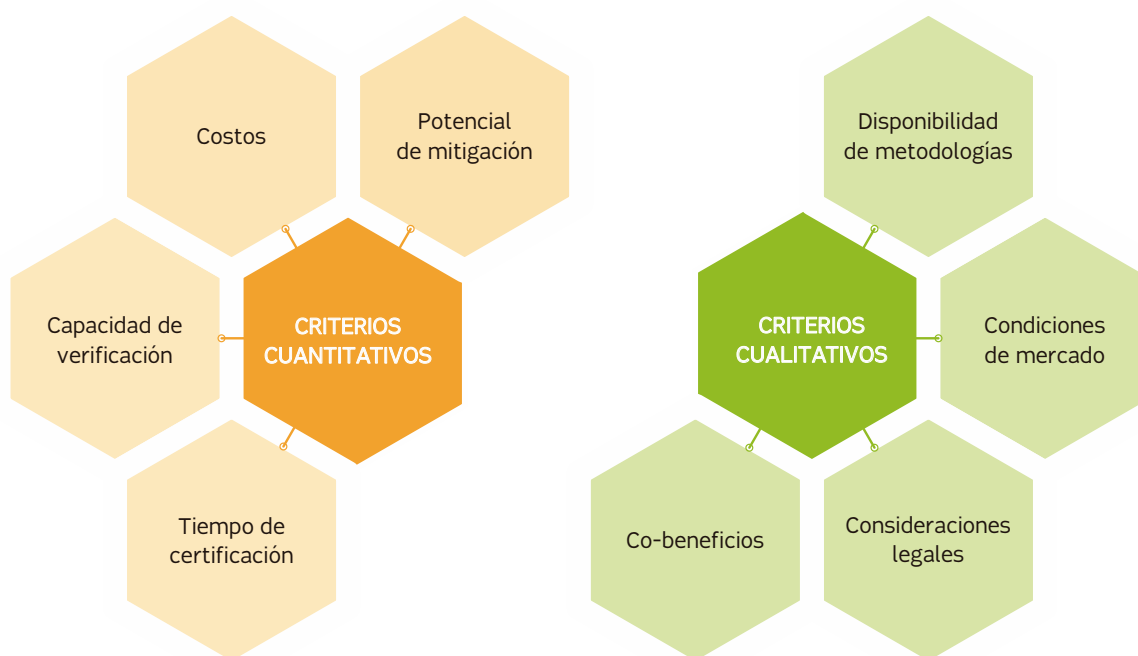 Costos
Potencial
de mitigación
Capacidad de
verificación
CRITERIOS
CUANTITATIVOS
Tiempo de
certificación
Disponibilidad
de metodologías
CRITERIOS
CUALITATIVOS
Condiciones
de mercado
Co-beneficios
Consideraciones
legales